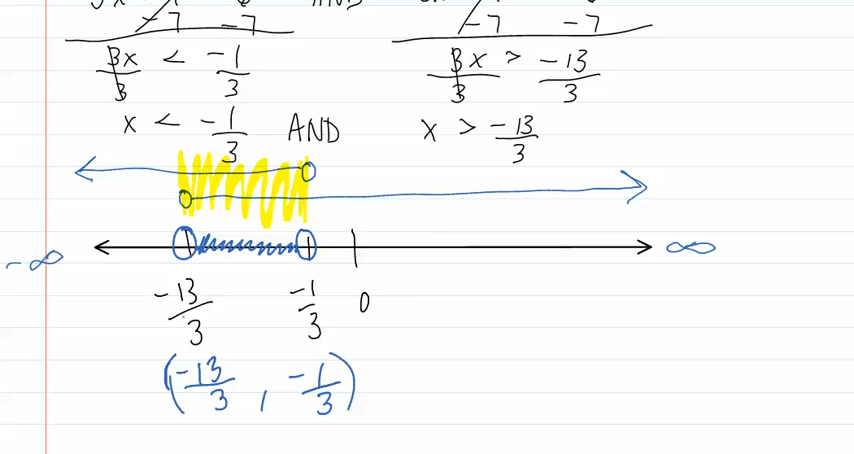 AND
-7 -7 -7 -7
3x < -1/3 3x > -13/3
3 3
x < -1/3 AND x > -13/3
-∞ ∞
-13/3 -1/3 0
(-13/3, -1/3)